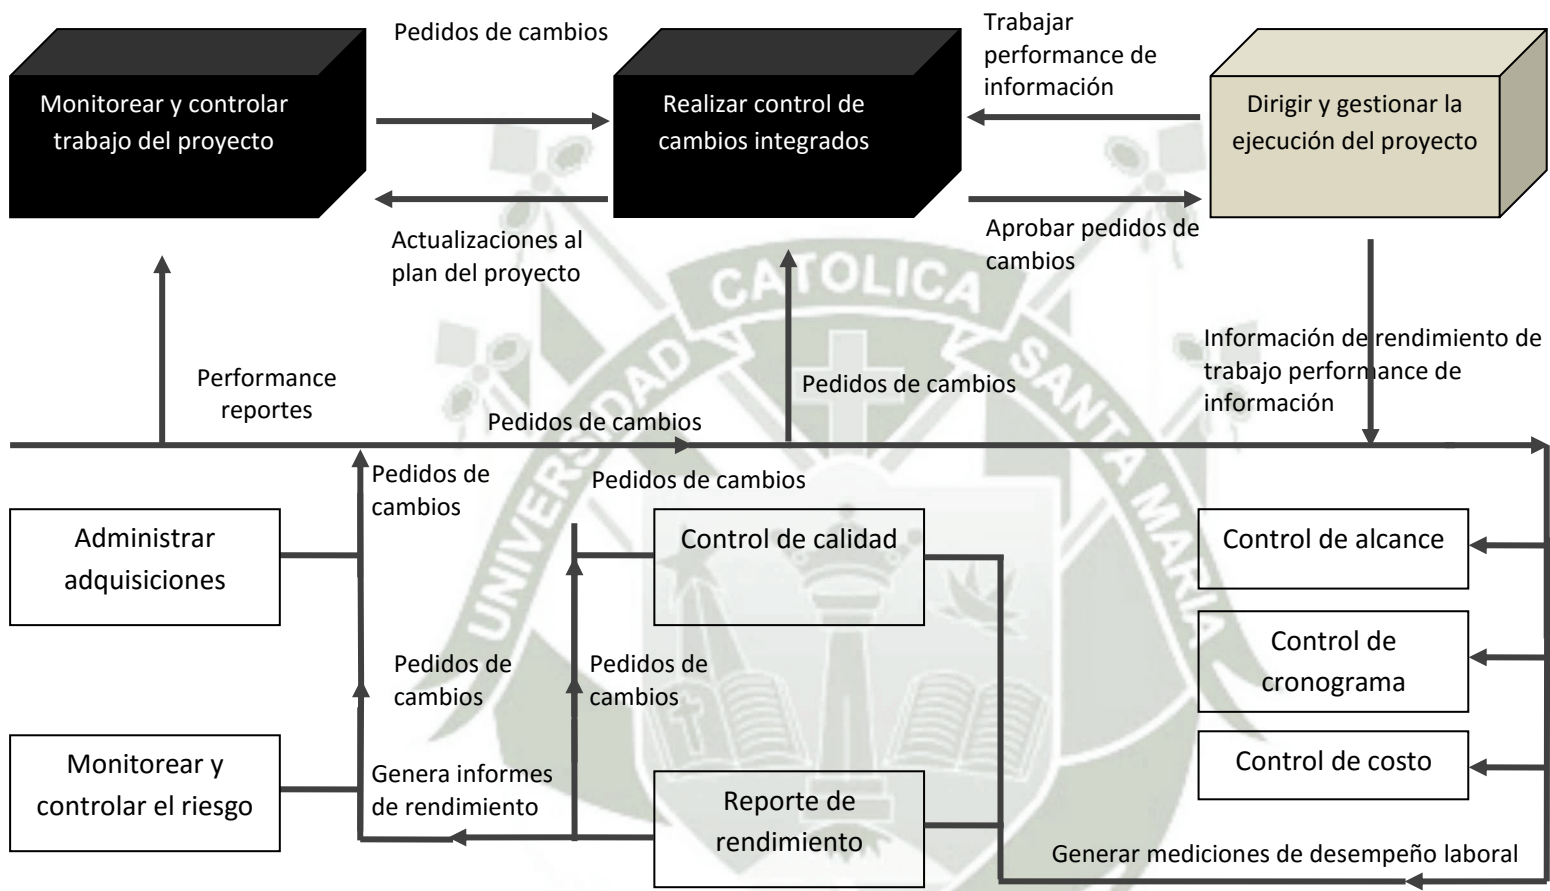 Pedidos de cambios
Trabajar
performance de
información
Monitorear y controlar
trabajo del proyecto
Realizar control de
cambios integrados
Dirigir y gestionar la
ejecución del proyecto
Actualizaciones al
plan del proyecto
Aprobar pedidos de
cambios
CATOLICA
UNIVERSIDAD
SANTA MARIA
Información de rendimiento de
trabajo performance de
información
Performance
reportes
Pedidos de cambios
Pedidos de cambios
Pedidos de
cambios
Pedidos de cambios
Administrar
adquisiciones
Control de calidad
Control de alcance
Control de
cronograma
Pedidos de
cambios
Pedidos de
cambios
Monitorear y
controlar el riesgo
Genera informes
de rendimiento
Reporte de
rendimiento
Control de costo
Generar mediciones de desempeño laboral